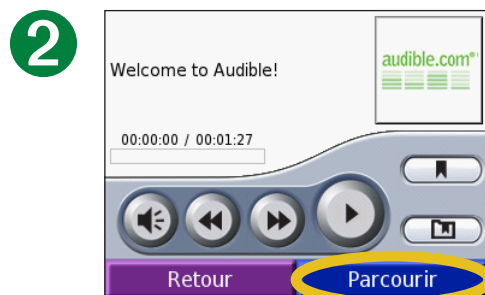 2
Welcome to Audible!
audible.com®
00:00:00 / 00:01:27
Retour
Parcourir